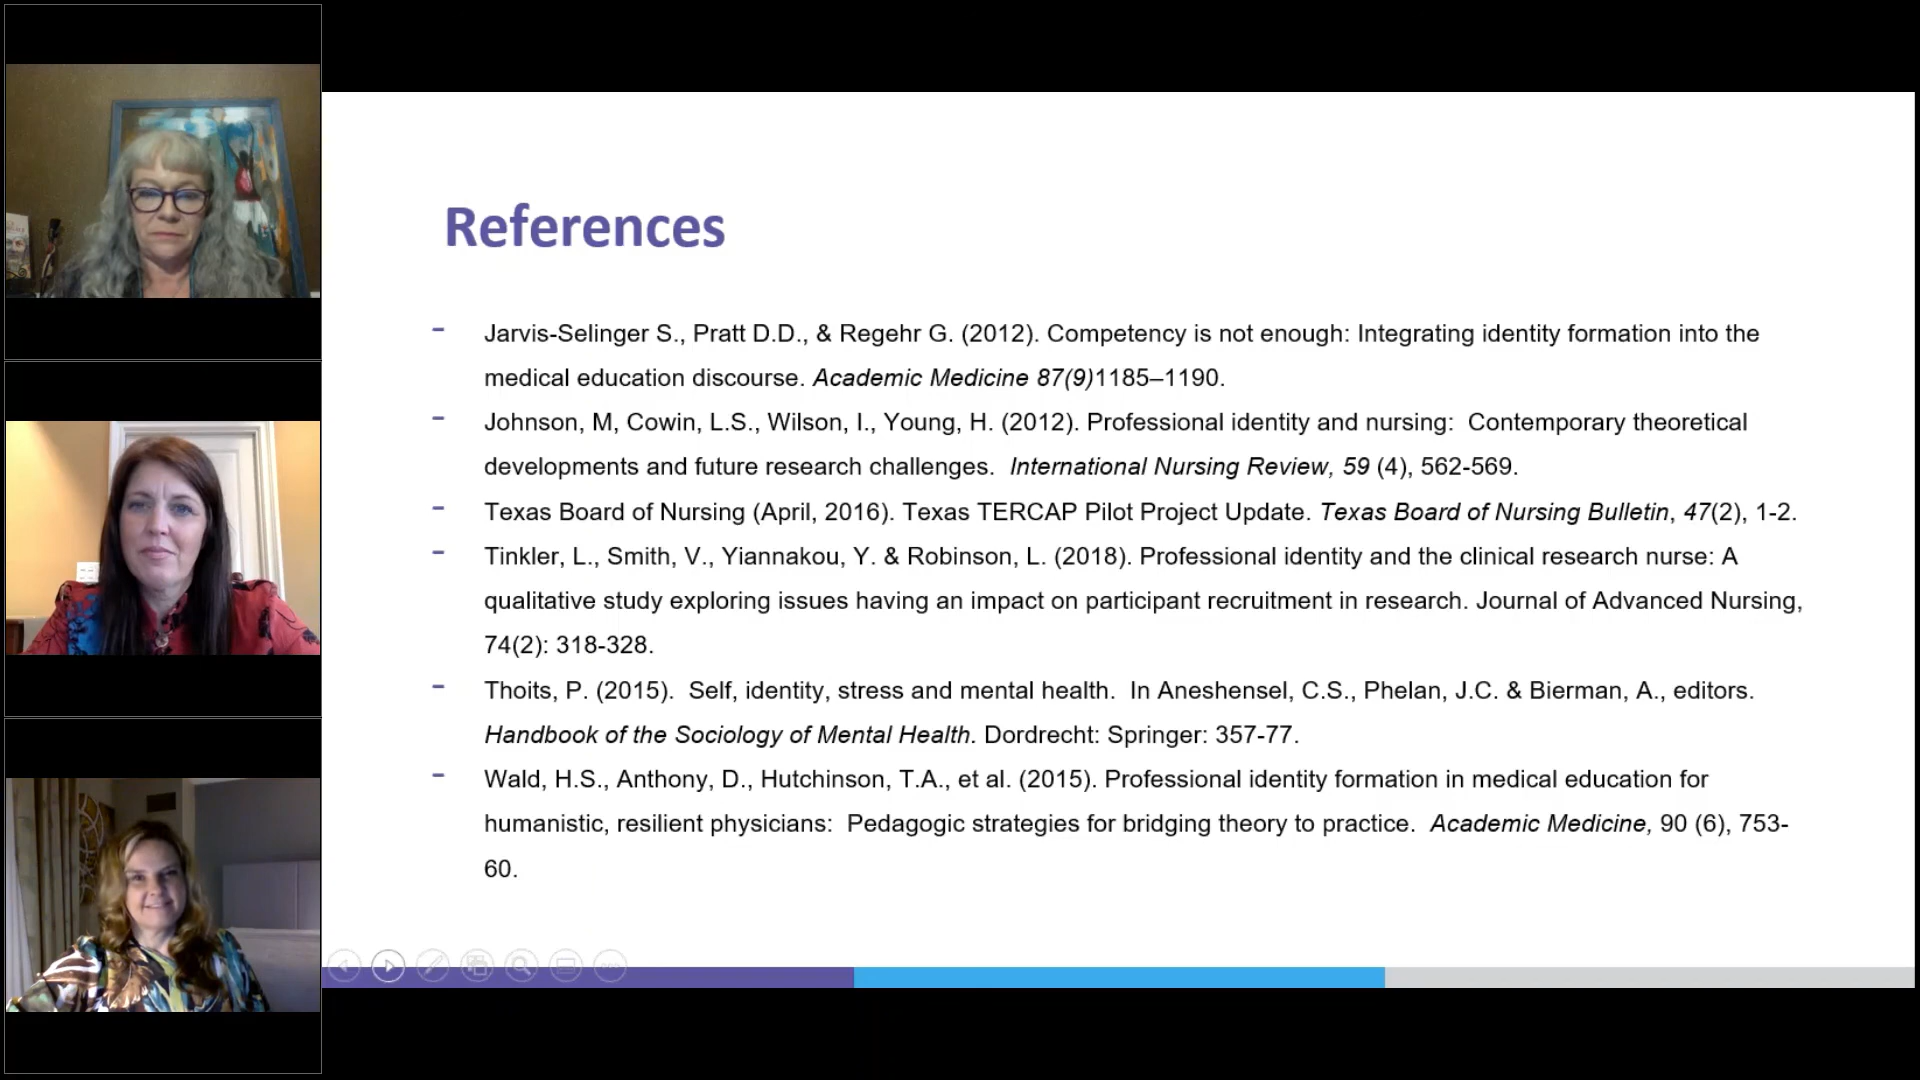 References
- Jarvis-Selinger S., Pratt D.D., & Regehr G. (2012). Competency is not enough: Integrating identity formation into the
medical education discourse. Academic Medicine 87(9)1185–1190.
- Johnson, M, Cowin, L.S., Wilson, I., Young, H. (2012). Professional identity and nursing:  Contemporary theoretical
developments and future research challenges.  International Nursing Review, 59 (4), 562-569.
- Texas Board of Nursing (April, 2016). Texas TERCAP Pilot Project Update. Texas Board of Nursing Bulletin, 47(2), 1-2.
- Tinkler, L., Smith, V., Yiannakou, Y. & Robinson, L. (2018). Professional identity and the clinical research nurse: A
qualitative study exploring issues having an impact on participant recruitment in research. Journal of Advanced Nursing,
74(2): 318-328.
- Thoits, P. (2015).  Self, identity, stress and mental health.  In Aneshensel, C.S., Phelan, J.C. & Bierman, A., editors.
Handbook of the Sociology of Mental Health. Dordrecht: Springer: 357-77.
- Wald, H.S., Anthony, D., Hutchinson, T.A., et al. (2015). Professional identity formation in medical education for
humanistic, resilient physicians:  Pedagogic strategies for bridging theory to practice.  Academic Medicine, 90 (6), 753-
60.